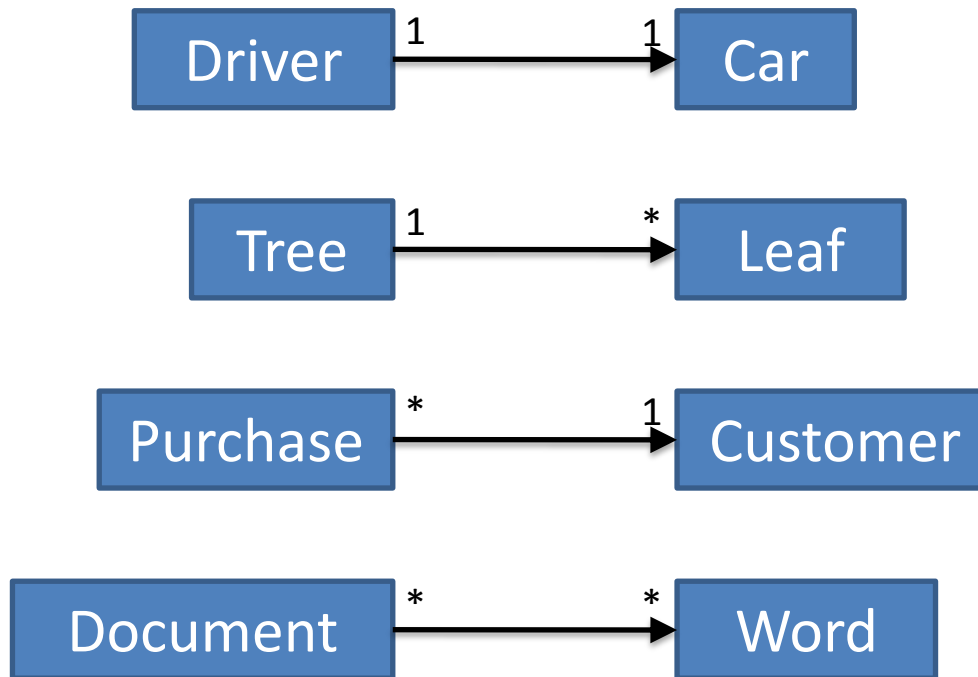 Driver 1 1 Car
Tree 1 * Leaf
Purchase * 1 Customer
Document * * Word